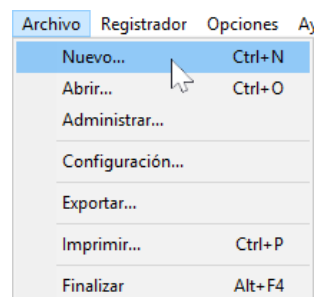 Archivo Registrador Opciones
Nuevo... Ctrl+N
Abrir... Ctrl+O
Administrar...
Configuración...
Exportar...
Imprimir... Ctrl+P
Finalizar Alt+F4